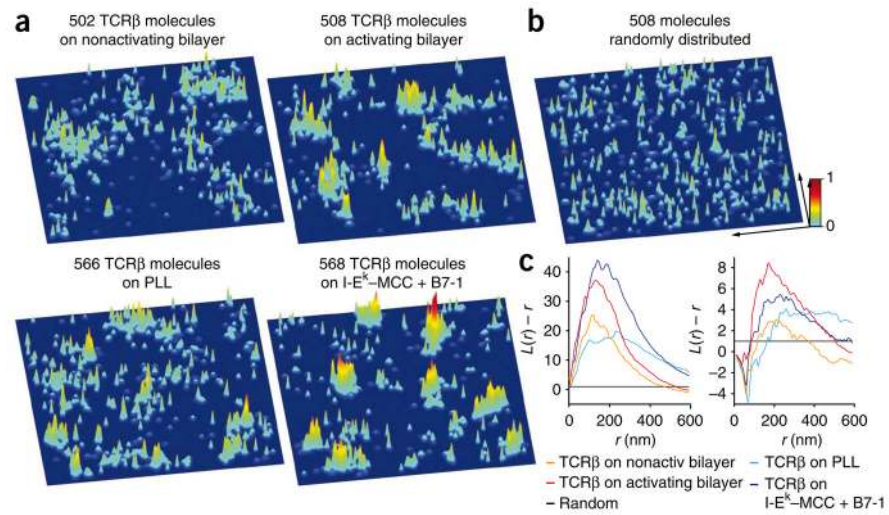 a
502 TCRβ molecules
on nonactivating bilayer
508 TCRβ molecules
on activating bilayer
b
508 molecules
randomly distributed
1
0
566 TCRβ molecules
on PLL
568 TCRβ molecules
on I-Eᵏ–MCC + B7-1
c
L(r) – r
40
30
20
10
0
0 200 400 600
r (nm)
L(r) – r
8
6
4
2
0
−2
−4
0 200 400 600
r (nm)
TCRβ on nonactiv bilayer
TCRβ on activating bilayer
Random
TCRβ on PLL
TCRβ on
I-Eᵏ–MCC + B7-1